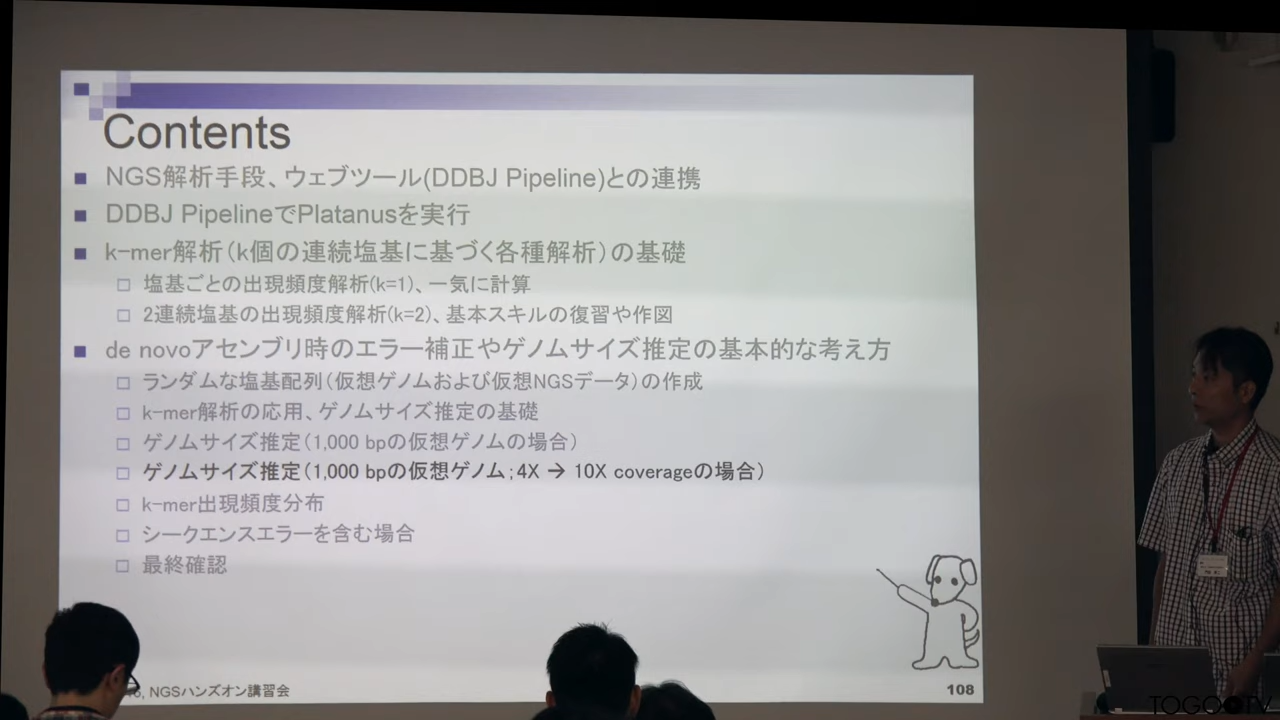 Contents
NGS解析手段、ウェブツール(DDBJ Pipeline)との連携
DDBJ PipelineでPlatanusを実行
k-mer解析(k個の連続塩基に基づく各種解析)の基礎
塩基ごとの出現頻度解析(k=1)、一気に計算
2連続塩基の出現頻度解析(k=2)、基本スキルの復習や作図
de novoアセンブリ時のエラー補正やゲノムサイズ推定の基本的な考え方
ランダムな塩基配列(仮想ゲノムおよび仮想NGSデータ)の作成
k-mer解析の応用、ゲノムサイズ推定の基礎
ゲノムサイズ推定(1,000 bpの仮想ゲノムの場合)
ゲノムサイズ推定(1,000 bpの仮想ゲノム;4X → 10X coverageの場合)
k-mer出現頻度分布
シークエンスエラーを含む場合
最終確認
NGSハンズオン講習会
108
TOGOTV